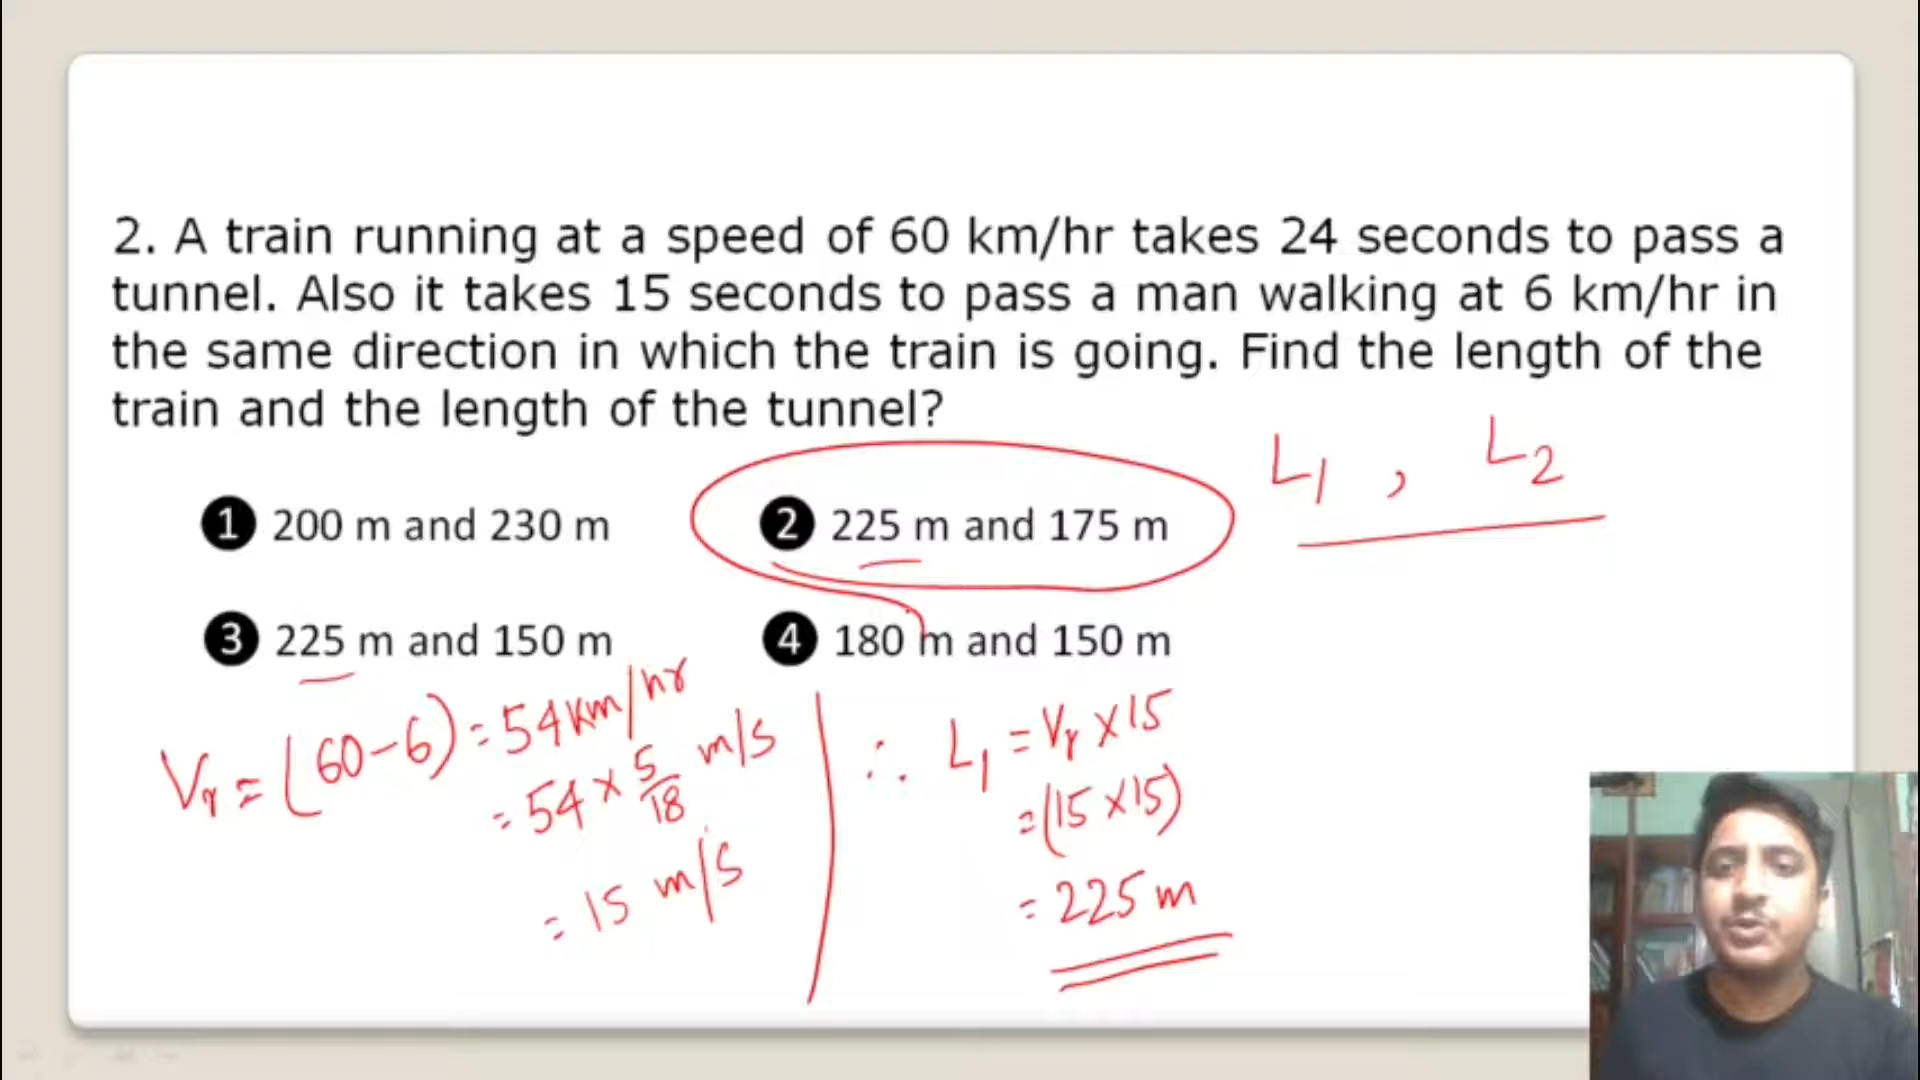 2. A train running at a speed of 60 km/hr takes 24 seconds to pass a
tunnel. Also it takes 15 seconds to pass a man walking at 6 km/hr in
the same direction in which the train is going. Find the length of the
train and the length of the tunnel?
L1 , L2
1 200 m and 230 m
2 225 m and 175 m
3 225 m and 150 m
4 180 m and 150 m
Vr = (60-6) = 54 km/hr
= 54 × 5/18 m/s
= 15 m/s
∴ L1 = Vr × 15
= (15 × 15)
= 225 m